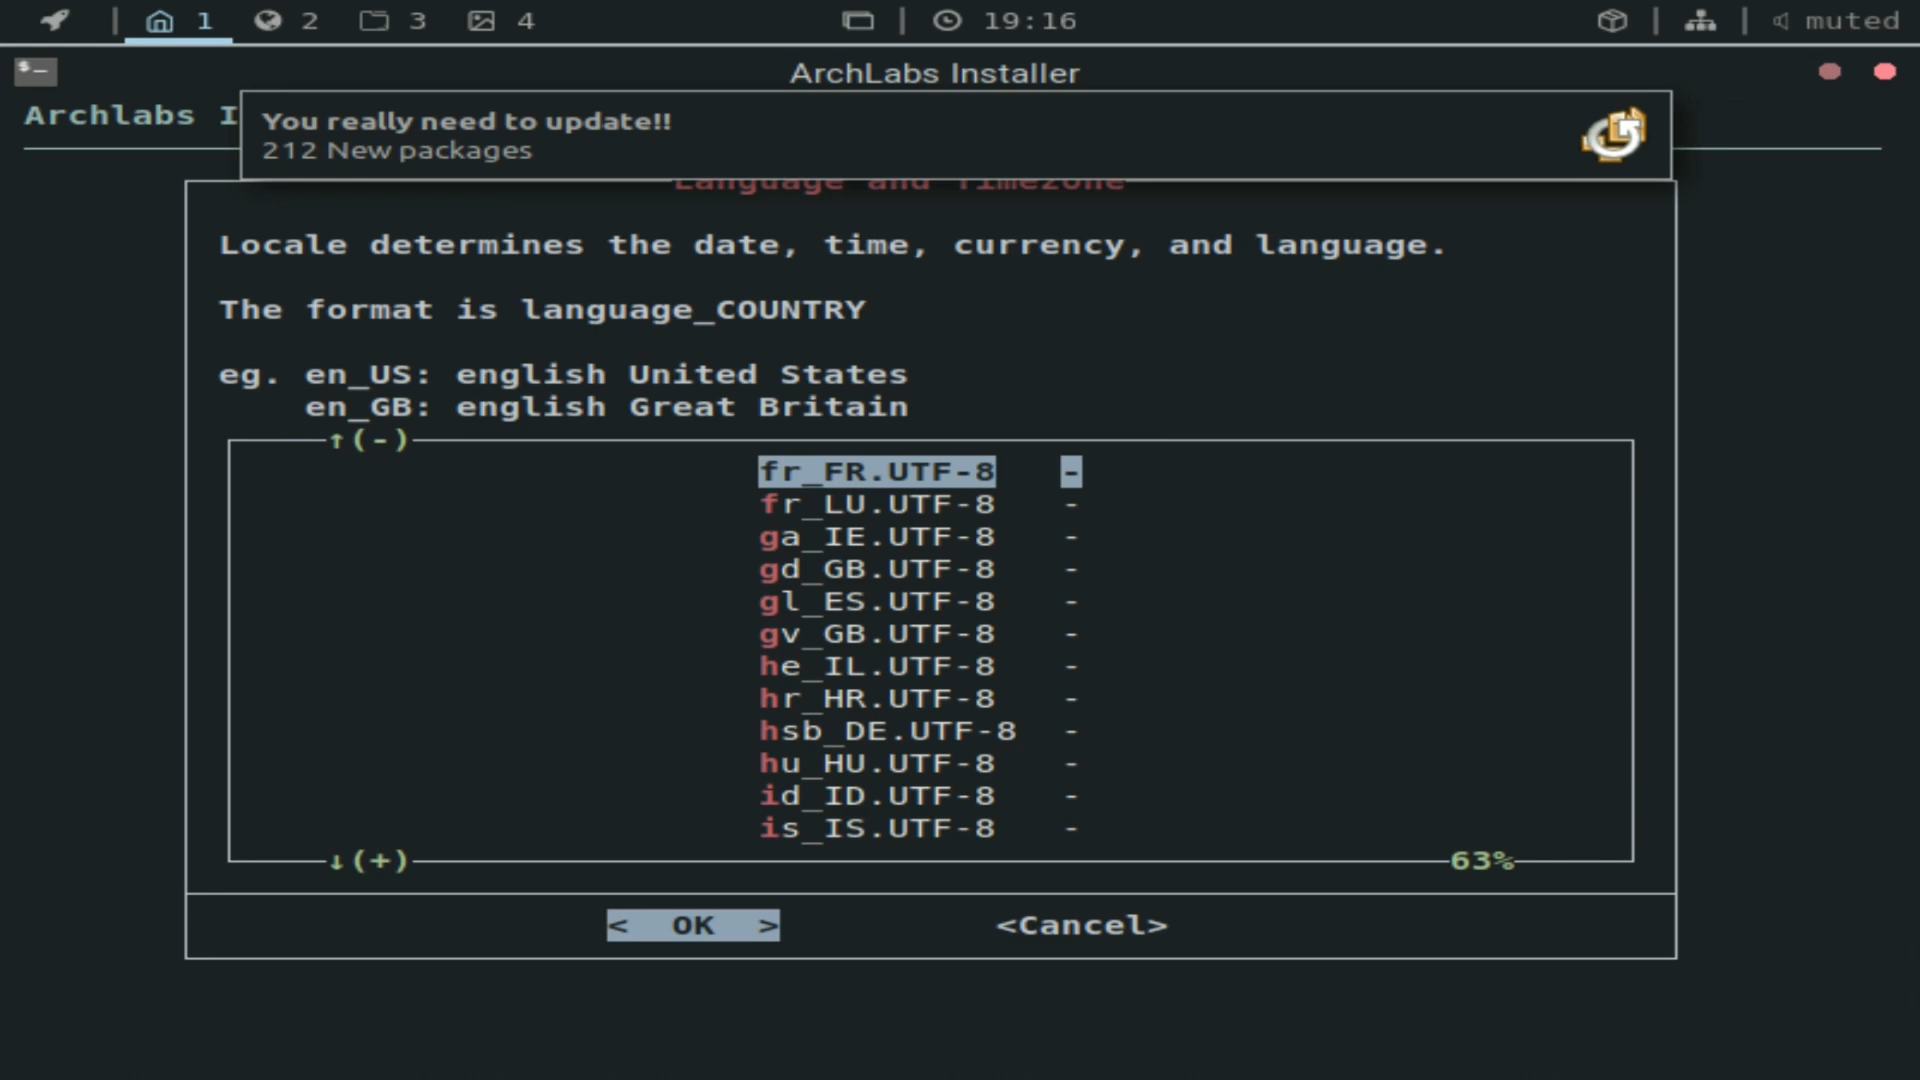 1 2 3 4 19:16 muted
ArchLabs Installer
Archlabs I
You really need to update!!
212 New packages
Language and Timezone
Locale determines the date, time, currency, and language.
The format is language_COUNTRY
eg. en_US: english United States
en_GB: english Great Britain
↑(-)
fr_FR.UTF-8 -
fr_LU.UTF-8 -
ga_IE.UTF-8 -
gd_GB.UTF-8 -
gl_ES.UTF-8 -
gv_GB.UTF-8 -
he_IL.UTF-8 -
hr_HR.UTF-8 -
hsb_DE.UTF-8 -
hu_HU.UTF-8 -
id_ID.UTF-8 -
is_IS.UTF-8 -
↓(+) 63%
< OK > <Cancel>